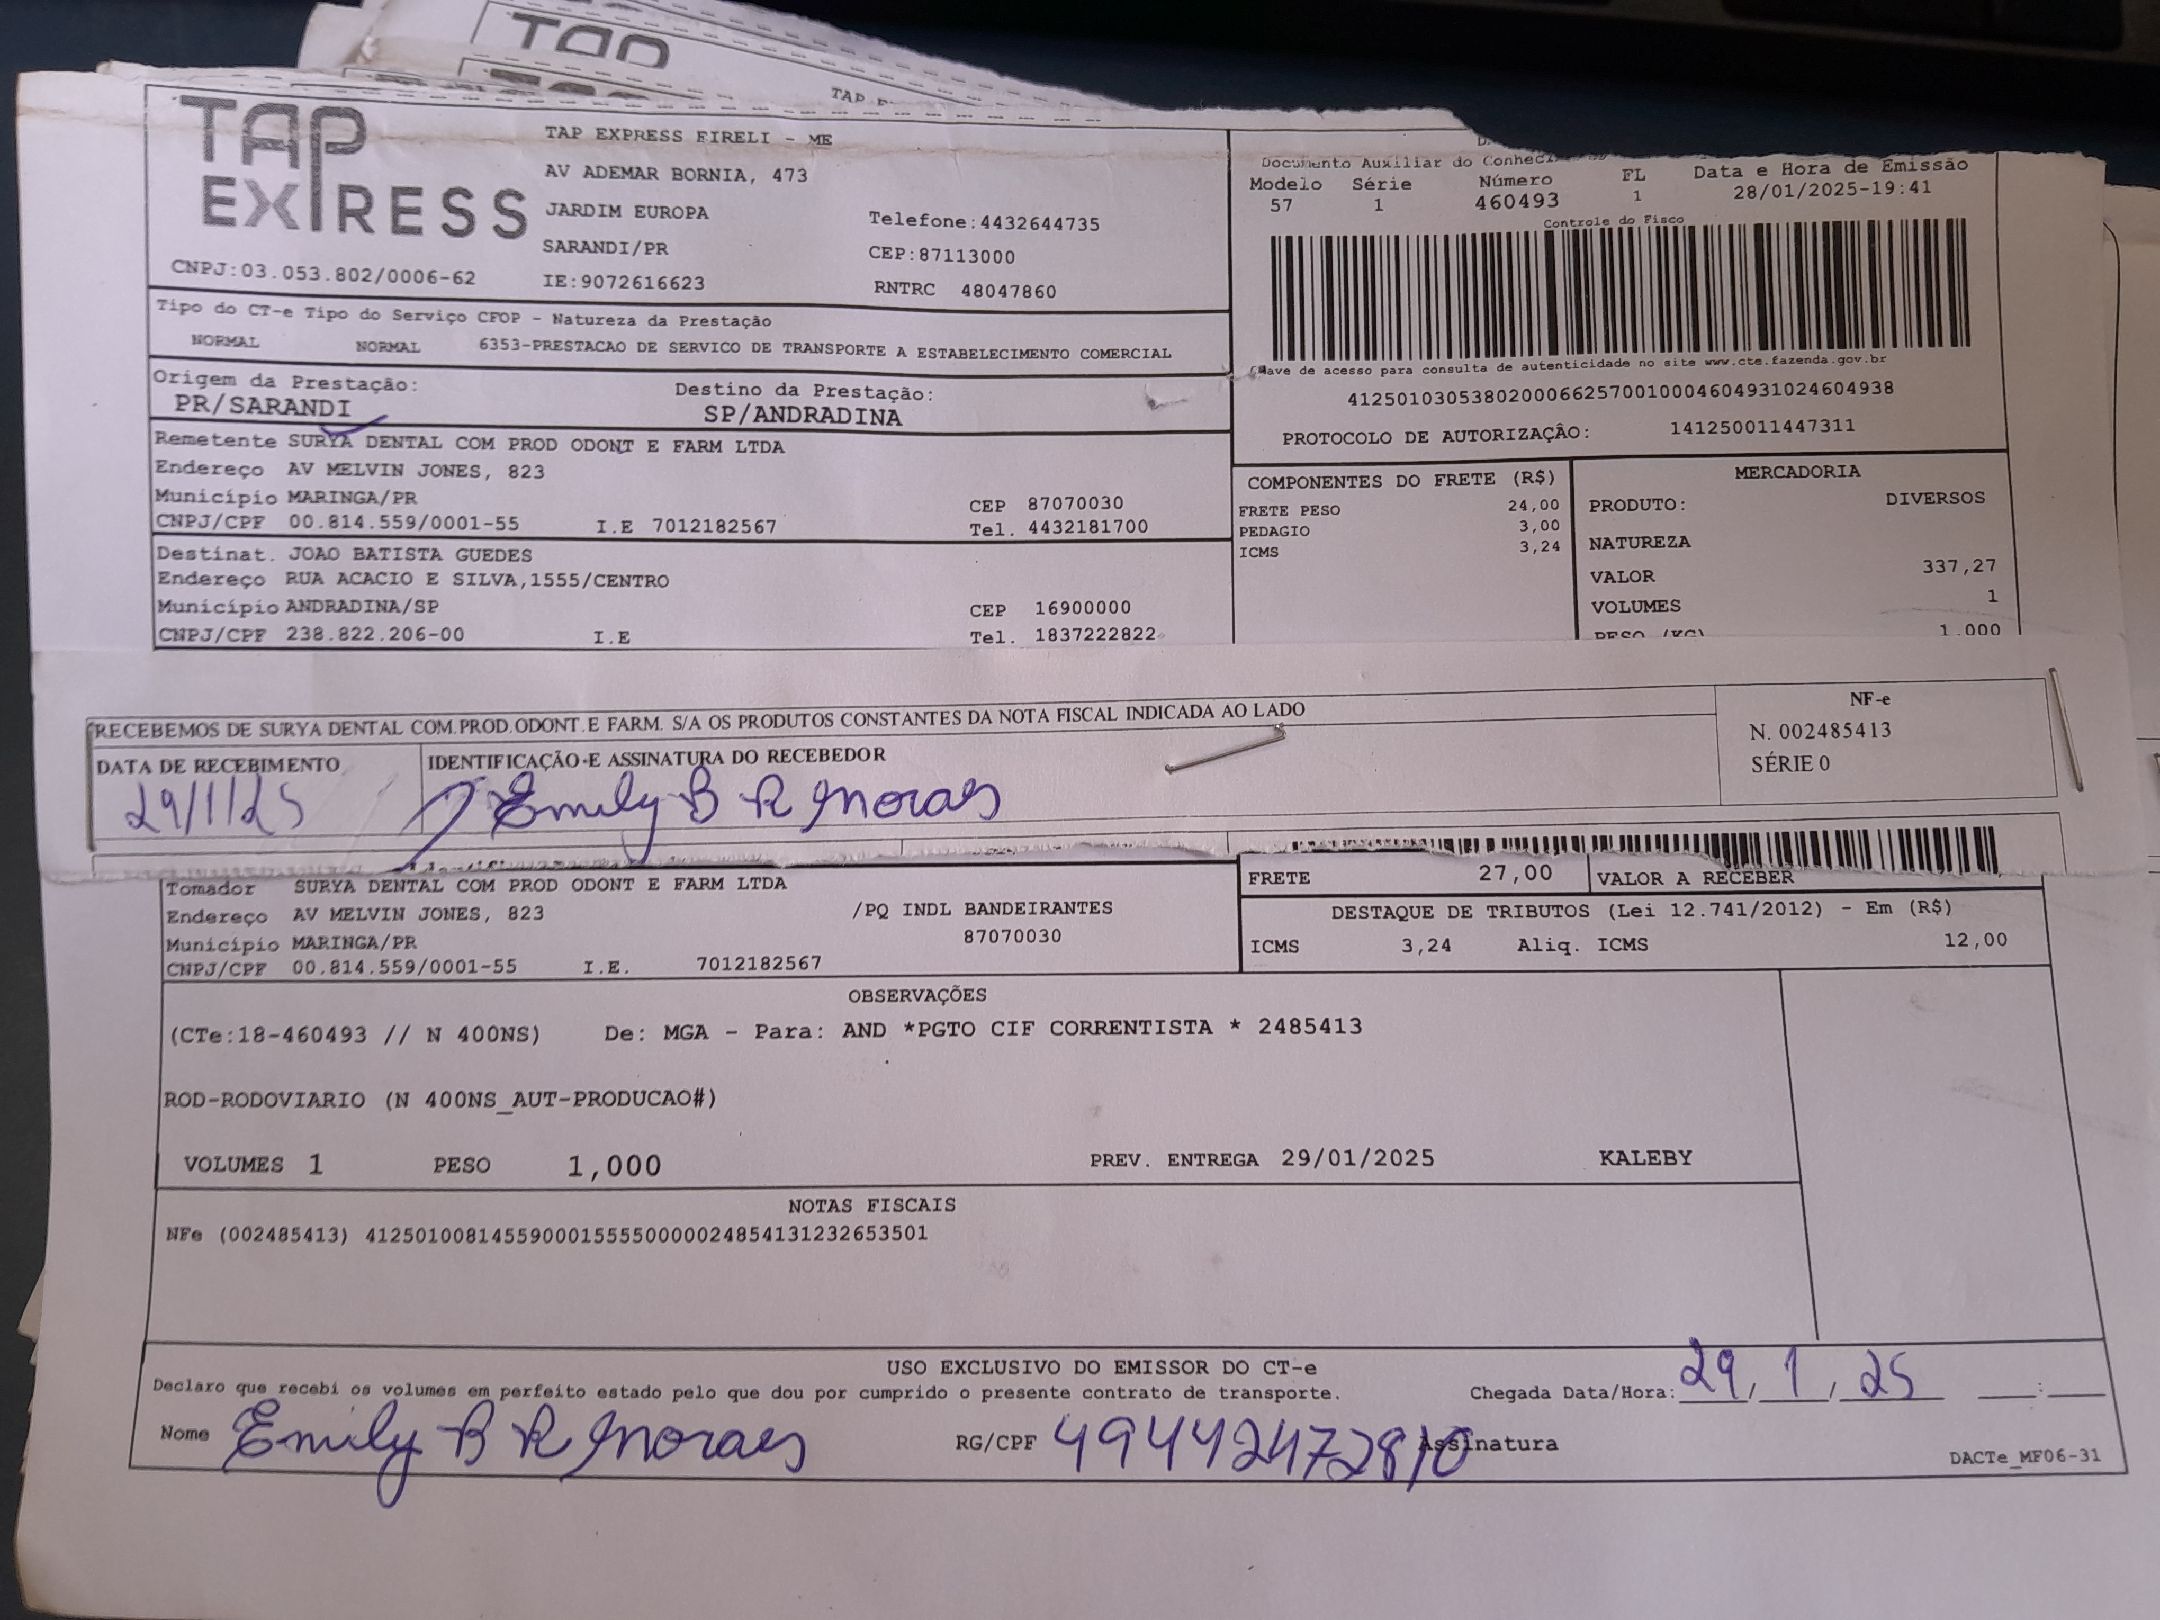 TAP
TAP E
TAP EXPRESS
TAP EXPRESS EIRELI - ME
AV ADEMAR BORNIA, 473
JARDIM EUROPA
Telefone:4432644735
SARANDI/PR
CEP:87113000
CNPJ:03.053.802/0006-62
IE:9072616623
RNTRC 48047860
Documento Auxiliar do
Data e Hora de Emissão
Modelo Série Número FL
57 1 460493 1 28/01/2025-19:41
Controle do Fisco
Chave de acesso para consulta de autenticidade no site www.cte.fazenda.gov.br
41250103053802000662570010004604931024604938
PROTOCOLO DE AUTORIZAÇÂO: 141250011447311
Tipo do CT-e Tipo do Serviço CFOP - Natureza da Prestação
NORMAL NORMAL 6353-PRESTACAO DE SERVICO DE TRANSPORTE A ESTABELECIMENTO COMERCIAL
Origem da Prestação: Destino da Prestação:
PR/SARANDI SP/ANDRADINA
Remetente SURYA DENTAL COM PROD ODONT E FARM LTDA
Endereço AV MELVIN JONES, 823
Município MARINGA/PR CEP 87070030
CNPJ/CPF 00.814.559/0001-55 I.E 7012182567 Tel. 4432181700
Destinat. JOAO BATISTA GUEDES
Endereço RUA ACACIO E SILVA,1555/CENTRO
Município ANDRADINA/SP CEP 16900000
CNPJ/CPF 238.822.206-00 I.E Tel. 1837222822
COMPONENTES DO FRETE (R$)
FRETE PESO 24,00
PEDAGIO 3,00
ICMS 3,24
MERCADORIA
PRODUTO: DIVERSOS
NATUREZA
VALOR 337,27
VOLUMES 1
PESO (KG) 1.000
RECEBEMOS DE SURYA DENTAL COM.PROD.ODONT.E FARM. S/A OS PRODUTOS CONSTANTES DA NOTA FISCAL INDICADA AO LADO
NF-e
N. 002485413
SÉRIE 0
DATA DE RECEBIMENTO IDENTIFICAÇÃO E ASSINATURA DO RECEBEDOR
29/1/25 Emily B R Moraes
Tomador SURYA DENTAL COM PROD ODONT E FARM LTDA
Endereço AV MELVIN JONES, 823 /PQ INDL BANDEIRANTES
Município MARINGA/PR 87070030
CNPJ/CPF 00.814.559/0001-55 I.E. 7012182567
FRETE 27,00 VALOR A RECEBER
DESTAQUE DE TRIBUTOS (Lei 12.741/2012) - Em (R$)
ICMS 3,24 Aliq. ICMS 12,00
OBSERVAÇÕES
(CTe:18-460493 // N 400NS) De: MGA - Para: AND *PGTO CIF CORRENTISTA * 2485413
ROD-RODOVIARIO (N 400NS_AUT-PRODUCAO#)
VOLUMES 1 PESO 1,000 PREV. ENTREGA 29/01/2025 KALEBY
NOTAS FISCAIS
NFe (002485413) 41250100814559000155550000024854131232653501
USO EXCLUSIVO DO EMISSOR DO CT-e
Declaro que recebi os volumes em perfeito estado pelo que dou por cumprido o presente contrato de transporte.
Chegada Data/Hora: 29/1/25 :
Nome Emily B R Moraes RG/CPF 49442472810 Assinatura
DACTe_MF06-31